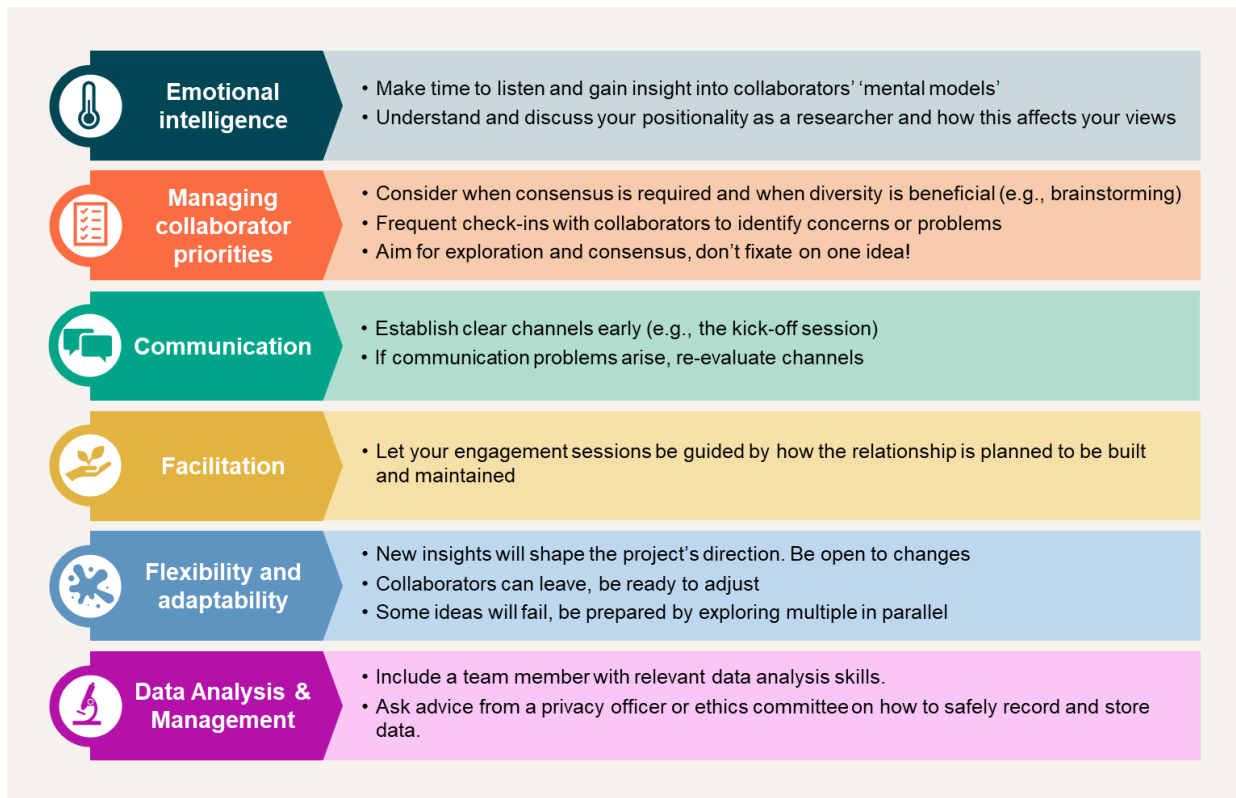 Emotional
intelligence
• Make time to listen and gain insight into collaborators’ ‘mental models’
• Understand and discuss your positionality as a researcher and how this affects your views
Managing
collaborator
priorities
• Consider when consensus is required and when diversity is beneficial (e.g., brainstorming)
• Frequent check-ins with collaborators to identify concerns or problems
• Aim for exploration and consensus, don’t fixate on one idea!
Communication
• Establish clear channels early (e.g., the kick-off session)
• If communication problems arise, re-evaluate channels
Facilitation
• Let your engagement sessions be guided by how the relationship is planned to be built
and maintained
Flexibility and
adaptability
• New insights will shape the project’s direction. Be open to changes
• Collaborators can leave, be ready to adjust
• Some ideas will fail, be prepared by exploring multiple in parallel
Data Analysis &
Management
• Include a team member with relevant data analysis skills.
• Ask advice from a privacy officer or ethics committee on how to safely record and store
data.